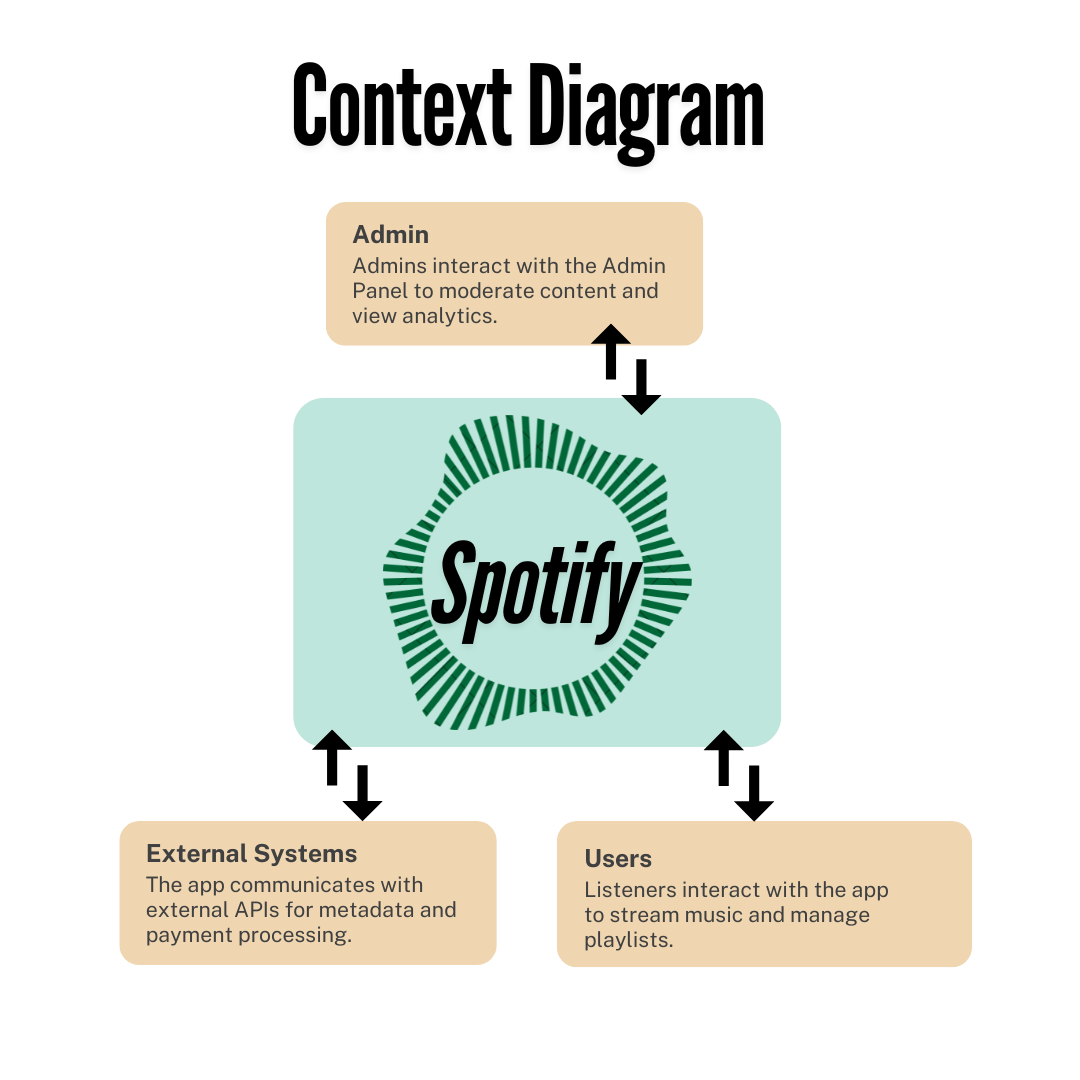 Context Diagram
Admin
Admins interact with the Admin
Panel to moderate content and
view analytics.
Spotify
External Systems
The app communicates with
external APIs for metadata and
payment processing.
Users
Listeners interact with the app
to stream music and manage
playlists.